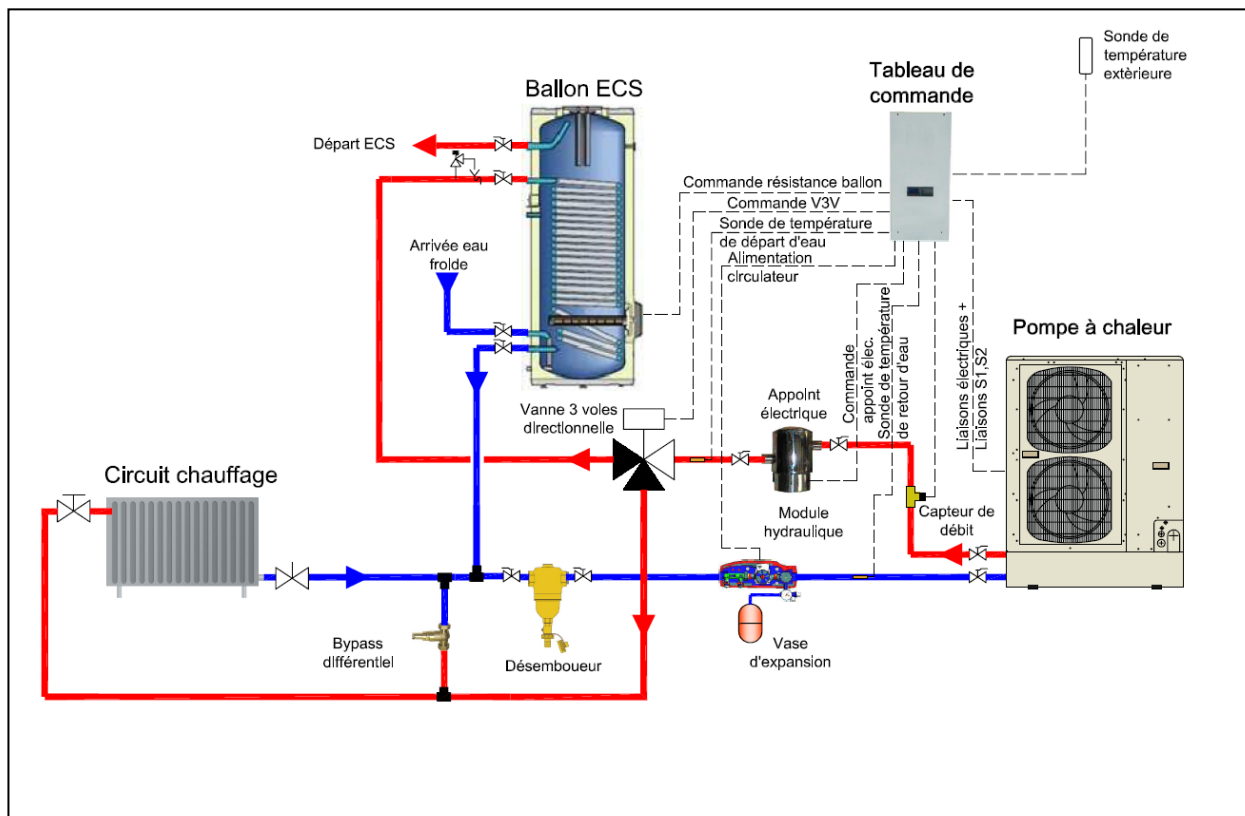 Sonde de
température
extèrieure
Tableau de
commande
Ballon ECS
Départ ECS
Commande résistance ballon
Commande V3V
Sonde de température
de départ d'eau
Alimentation
circulateur
Arrivée eau
froide
Commande
appoint élec.
Sonde de température
de retour d'eau
Liaisons électriques +
Liaisons S1,S2
Pompe à chaleur
Vanne 3 voies
directionnelle
Appoint
électrique
Circuit chauffage
Module
hydraulique
Capteur de
débit
Bypass
différentiel
Désemboueur
Vase
d'expansion